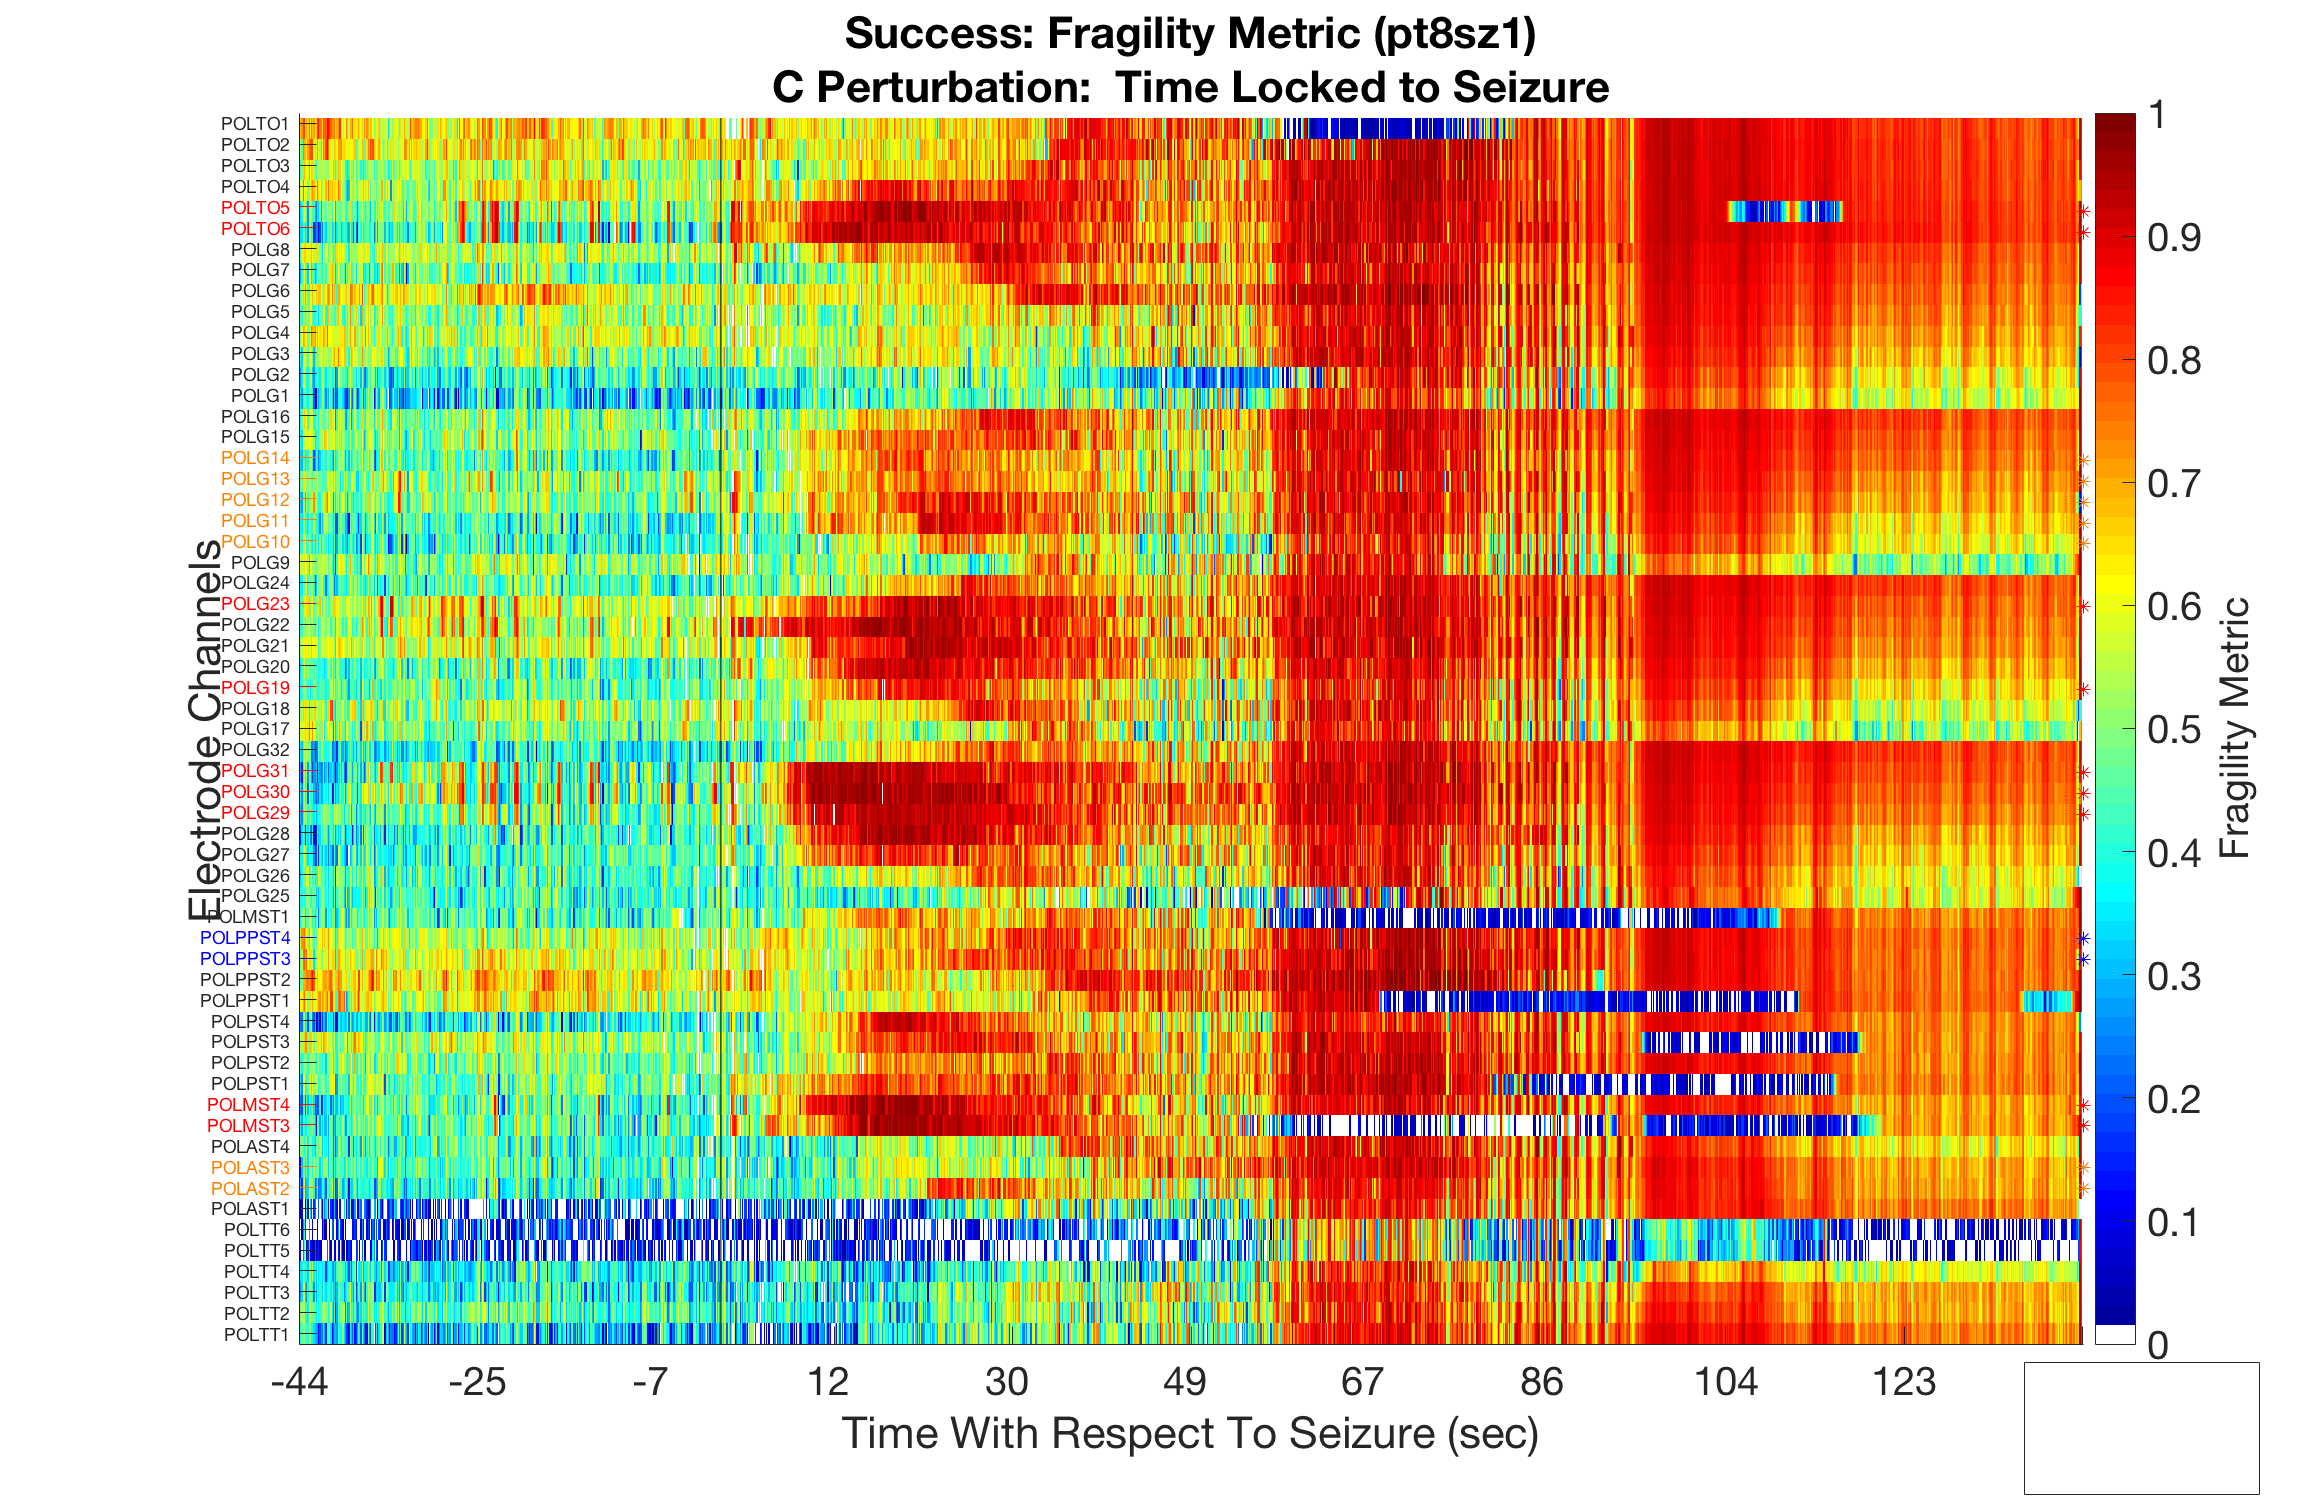 Success: Fragility Metric (pt8sz1)
C Perturbation:  Time Locked to Seizure
Electrode Channels
POLTO1
POLTO2
POLTO3
POLTO4
POLTO5
POLTO6
POLG8
POLG7
POLG6
POLG5
POLG4
POLG3
POLG2
POLG1
POLG16
POLG15
POLG14
POLG13
POLG12
POLG11
POLG10
POLG9
POLG24
POLG23
POLG22
POLG21
POLG20
POLG19
POLG18
POLG17
POLG32
POLG31
POLG30
POLG29
POLG28
POLG27
POLG26
POLG25
POLMST1
POLPPST4
POLPPST3
POLPPST2
POLPPST1
POLPST4
POLPST3
POLPST2
POLPST1
POLMST4
POLMST3
POLAST4
POLAST3
POLAST2
POLAST1
POLTT6
POLTT5
POLTT4
POLTT3
POLTT2
POLTT1
-44 -25 -7 12 30 49 67 86 104 123
Time With Respect To Seizure (sec)
1
0.9
0.8
0.7
0.6
0.5
0.4
0.3
0.2
0.1
0
Fragility Metric